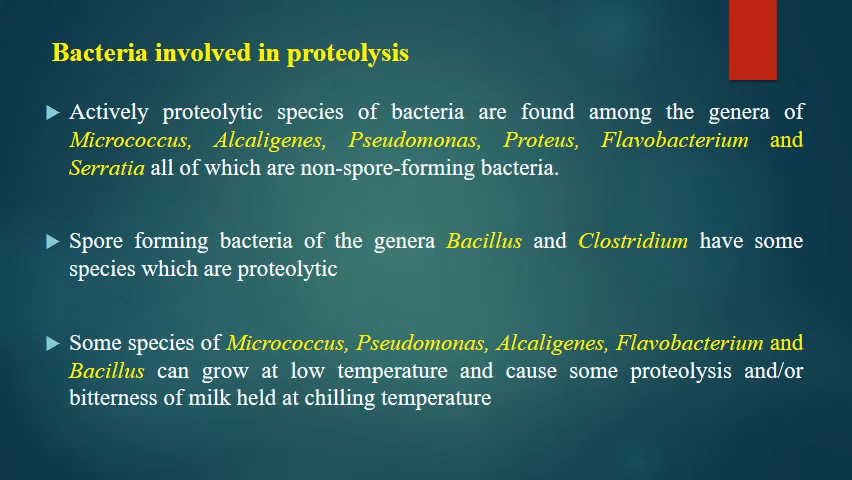 Bacteria involved in proteolysis
Actively proteolytic species of bacteria are found among the genera of
Micrococcus, Alcaligenes, Pseudomonas, Proteus, Flavobacterium and
Serratia all of which are non-spore-forming bacteria.
Spore forming bacteria of the genera Bacillus and Clostridium have some
species which are proteolytic
Some species of Micrococcus, Pseudomonas, Alcaligenes, Flavobacterium and
Bacillus can grow at low temperature and cause some proteolysis and/or
bitterness of milk held at chilling temperature